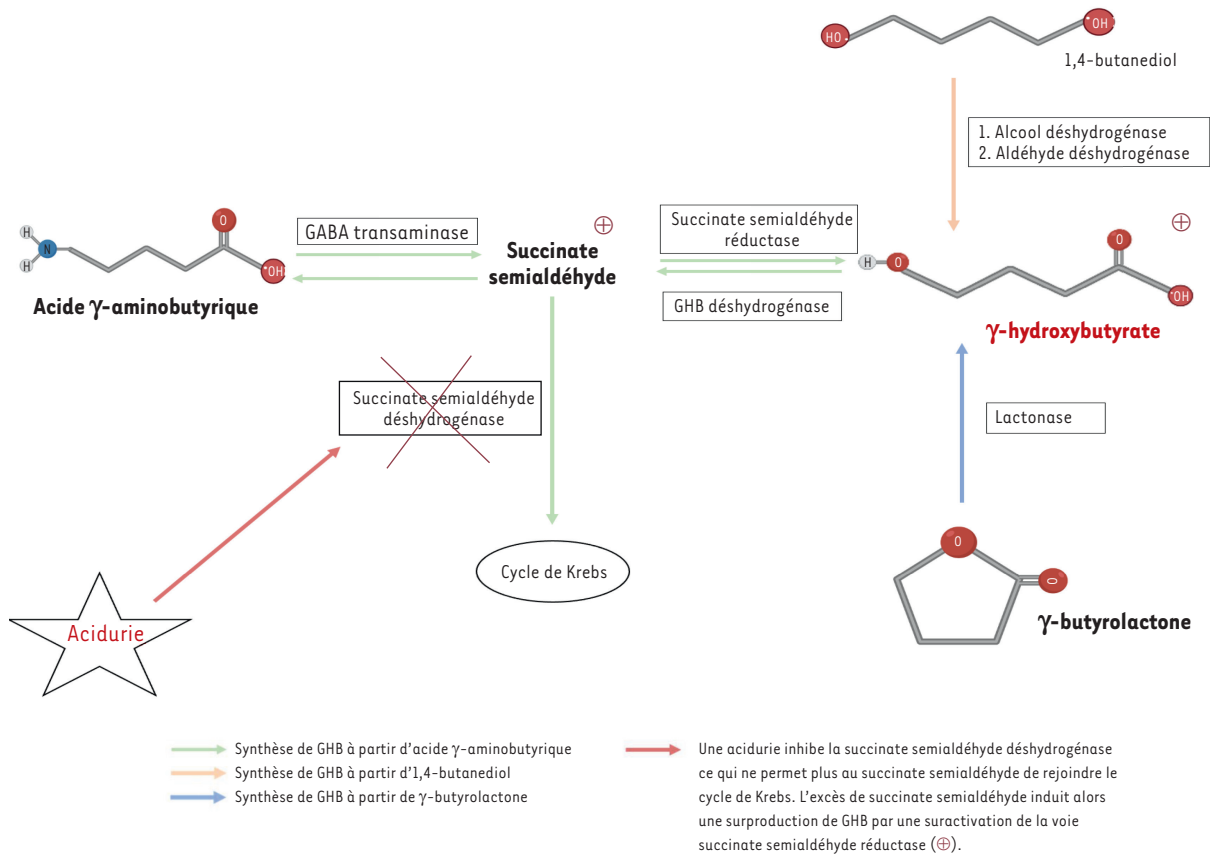 HO
OH
1,4-butanediol
1. Alcool déshydrogénase
2. Aldéhyde déshydrogénase
H
N
H
O
OH
Acide γ-aminobutyrique
GABA transaminase
⊕
Succinate
semialdéhyde
Succinate semialdéhyde
réductase
GHB déshydrogénase
⊕
H
O
O
OH
γ-hydroxybutyrate
Succinate semialdéhyde
déshydrogénase
Lactonase
Cycle de Krebs
O
O
γ-butyrolactone
Acidurie
Synthèse de GHB à partir d'acide γ-aminobutyrique
Synthèse de GHB à partir d'1,4-butanediol
Synthèse de GHB à partir de γ-butyrolactone
Une acidurie inhibe la succinate semialdéhyde déshydrogénase
ce qui ne permet plus au succinate semialdéhyde de rejoindre le
cycle de Krebs. L'excès de succinate semialdéhyde induit alors
une surproduction de GHB par une suractivation de la voie
succinate semialdéhyde réductase (⊕).